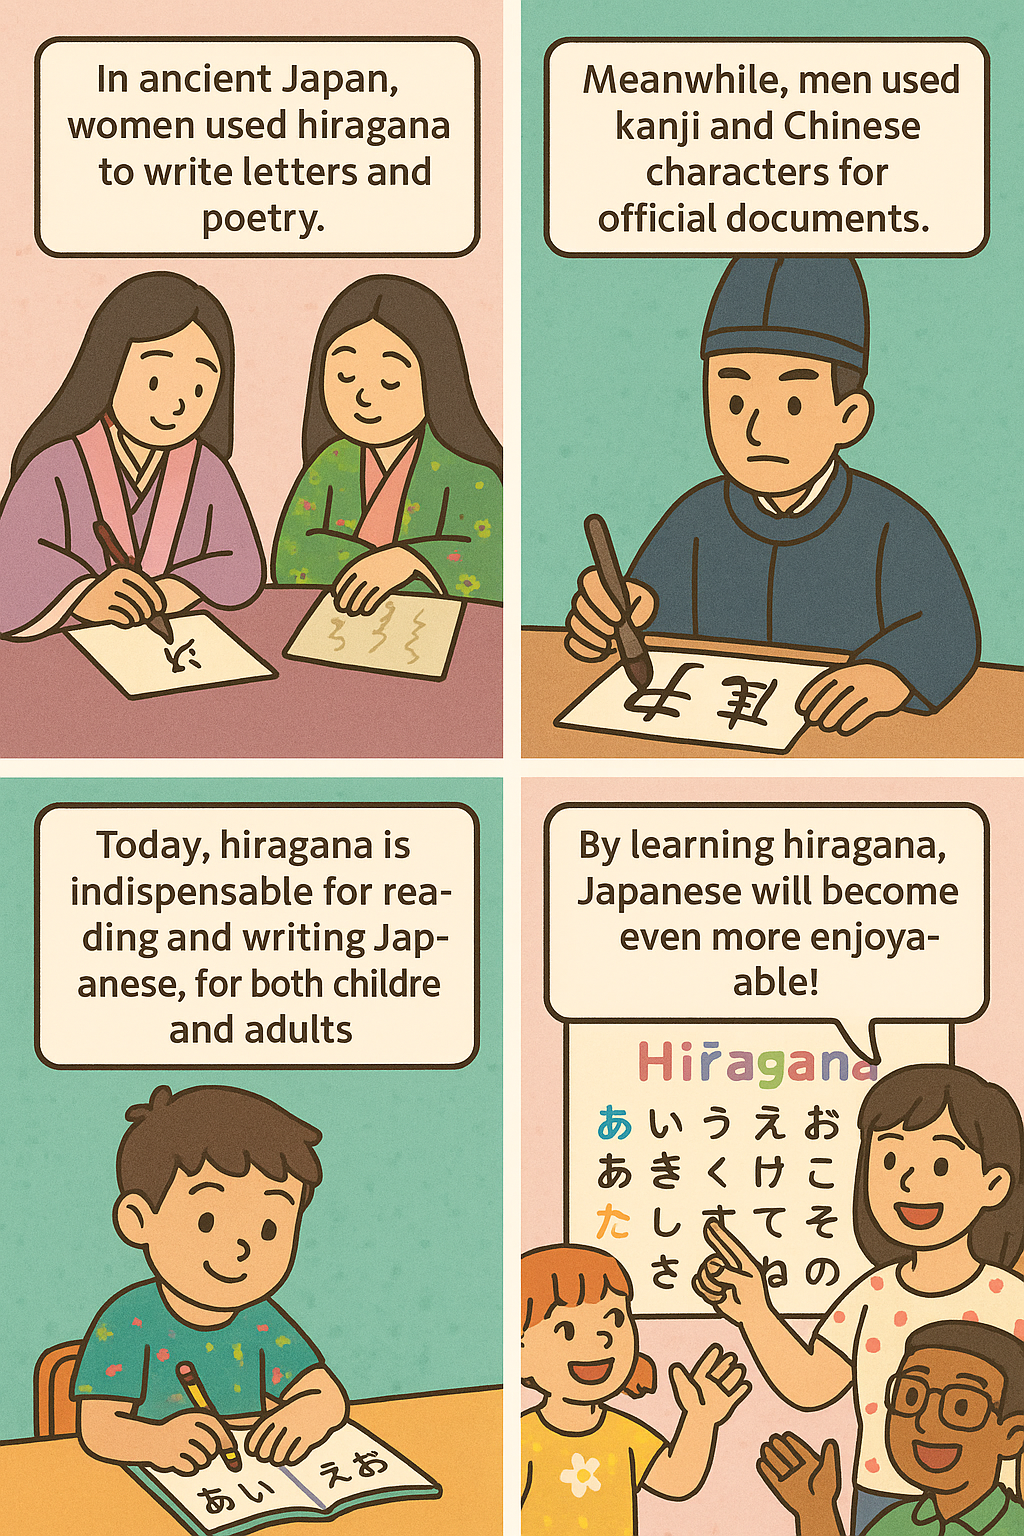 In ancient Japan,
women used hiragana
to write letters and
poetry.
Meanwhile, men used
kanji and Chinese
characters for
official documents.
Today, hiragana is
indispensable for rea-
ding and writing Jap-
anese, for both childre
and adults
By learning hiragana,
Japanese will become
even more enjoya-
able!
Hiragana
あ い う え お
あ き く け こ
た し す て そ
さ ね の
あい えお